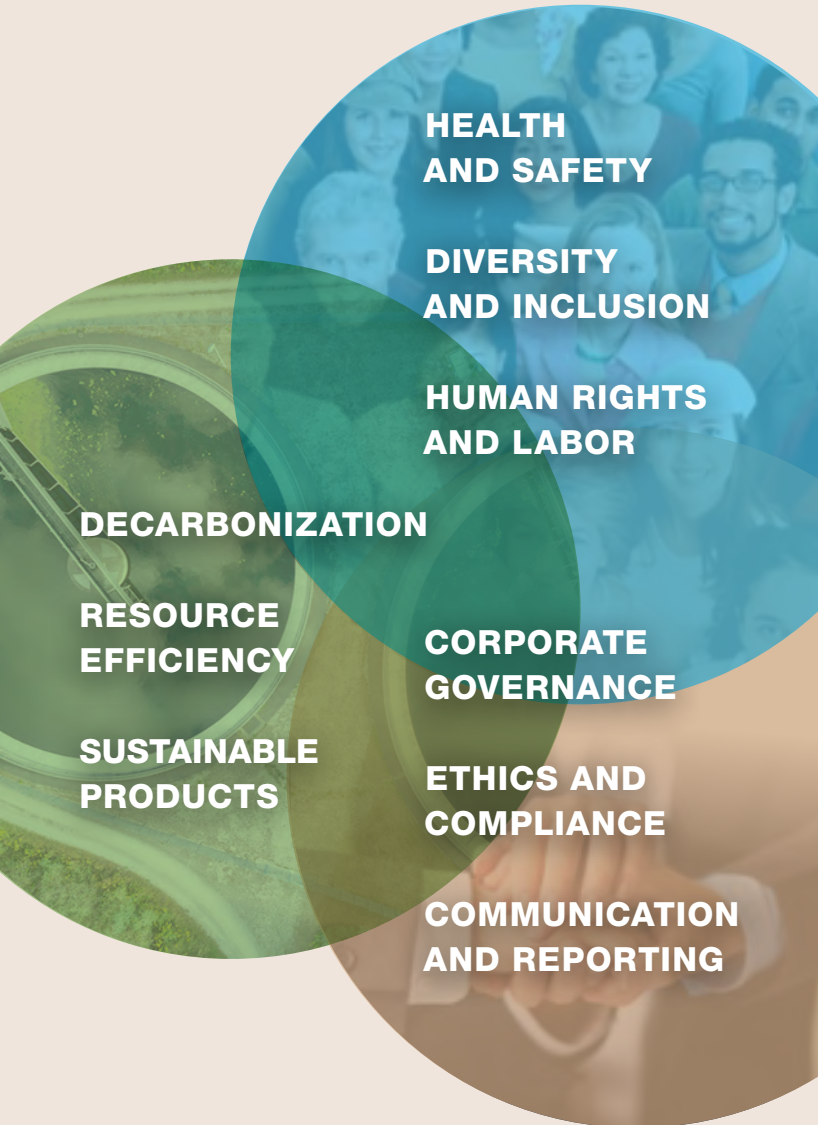 HEALTH
AND SAFETY
DIVERSITY
AND INCLUSION
HUMAN RIGHTS
AND LABOR
DECARBONIZATION
RESOURCE
EFFICIENCY
SUSTAINABLE
PRODUCTS
CORPORATE
GOVERNANCE
ETHICS AND
COMPLIANCE
COMMUNICATION
AND REPORTING